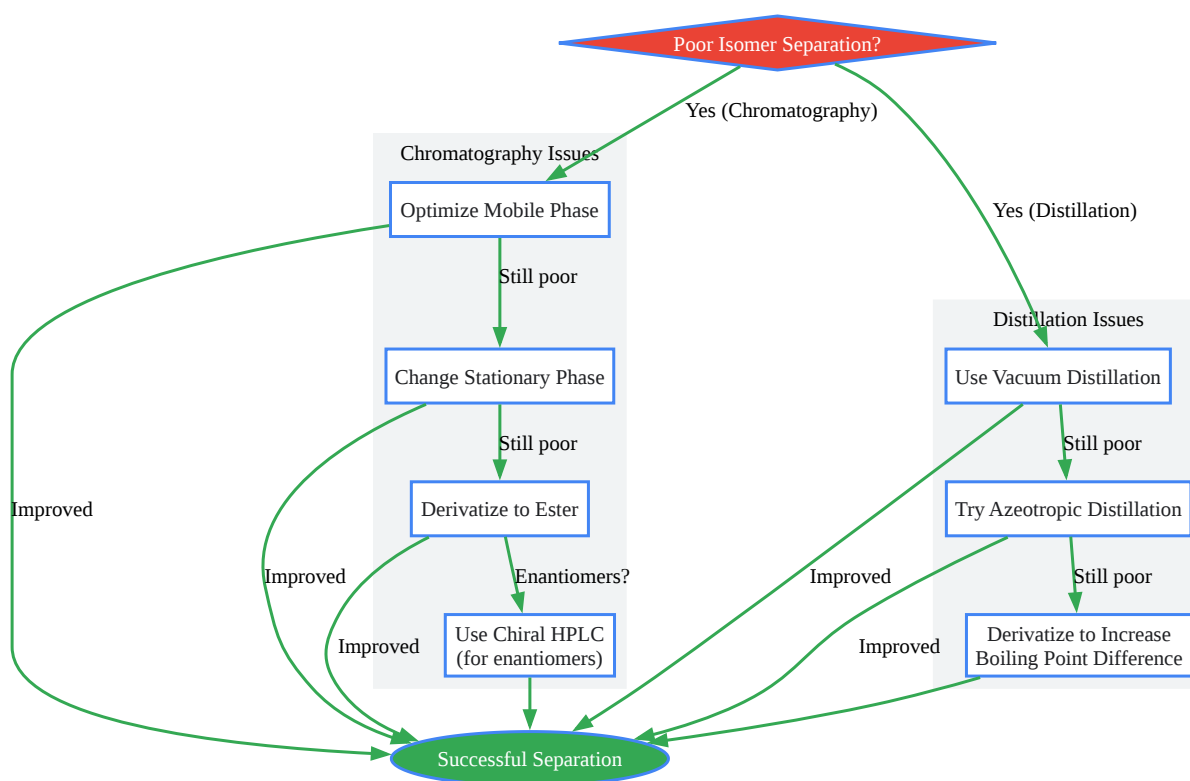 Poor Isomer Separation?
Yes (Chromatography)
Chromatography Issues
Optimize Mobile Phase
Yes (Distillation)
Still poor
Distillation Issues
Change Stationary Phase
Use Vacuum Distillation
Still poor
Still poor
Improved
Derivatize to Ester
Try Azeotropic Distillation
Improved
Enantiomers?
Improved
Still poor
Improved
Use Chiral HPLC
(for enantiomers)
Improved
Derivatize to Increase
Boiling Point Difference
Successful Separation